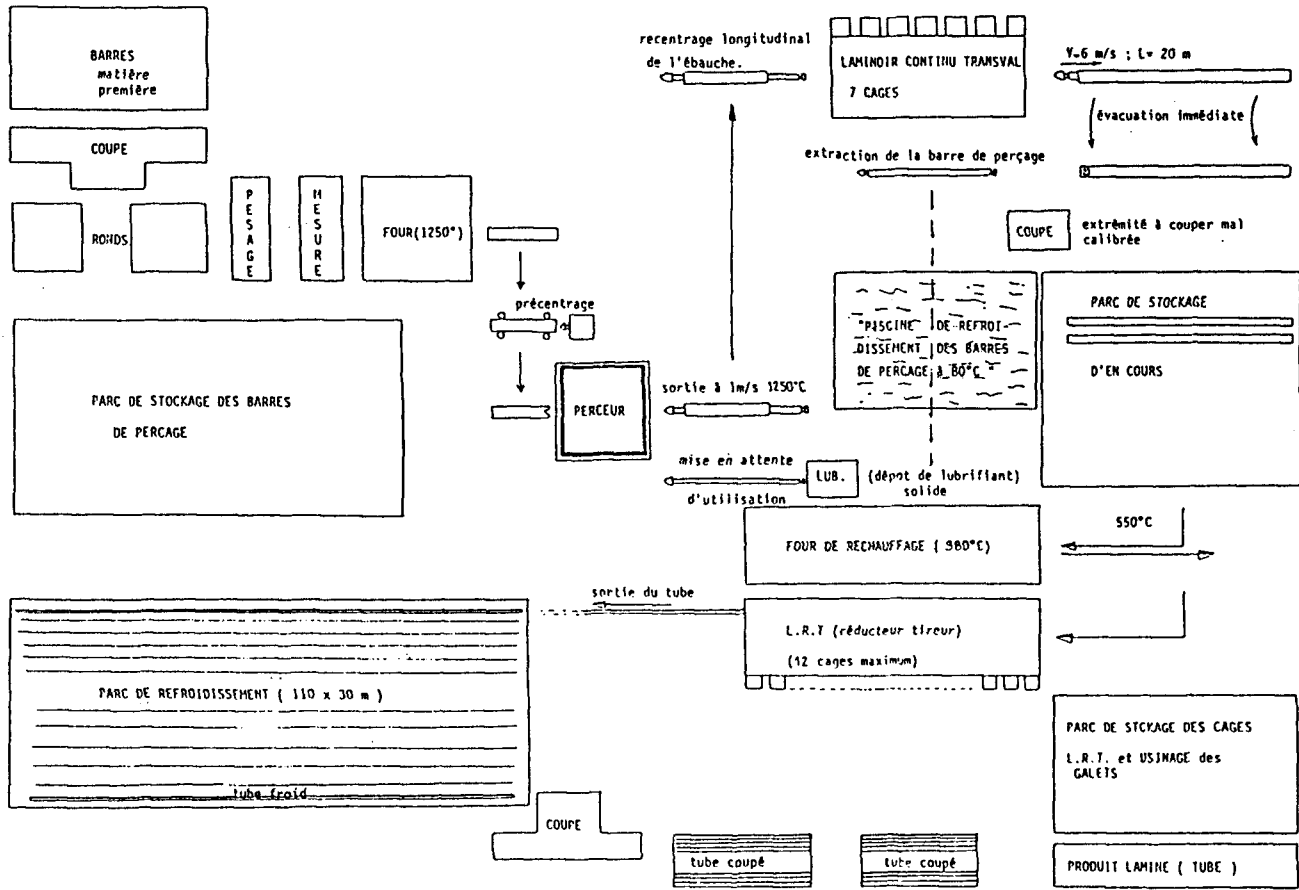 BARRES
matière
première
COUPE
RONDS
PESAGE
MESURE
FOUR(1250°)
précentrage
PARC DE STOCKAGE DES BARRES
DE PERCAGE
PERCEUR
recentrage longitudinal
de l'ébauche.
LAMINOIR CONTINU TRANSVAL
7 CAGES
V=6 m/s ; L= 20 m
évacuation immédiate
extraction de la barre de perçage
COUPE
extrémité à couper mal
calibrée
"PISCINE DE REFROI-
DISSEMENT DES BARRES
DE PERCAGE à 80°C "
PARC DE STOCKAGE
D'EN COURS
sortie à 1m/s 1250°C
mise en attente
d'utilisation
LUB.
(dépot de lubrifiant)
solide
550°C
FOUR DE RECHAUFFAGE ( 980°C)
sortie du tube
L.R.T (réducteur tireur)
(12 cages maximum)
PARC DE REFROIDISSEMENT ( 110 x 30 m )
tube froid
PARC DE STCKAGE DES CAGES
L.R.T. et USINAGE des
GALETS
COUPE
tube coupé
tube coupé
PRODUIT LAMINE ( TUBE )